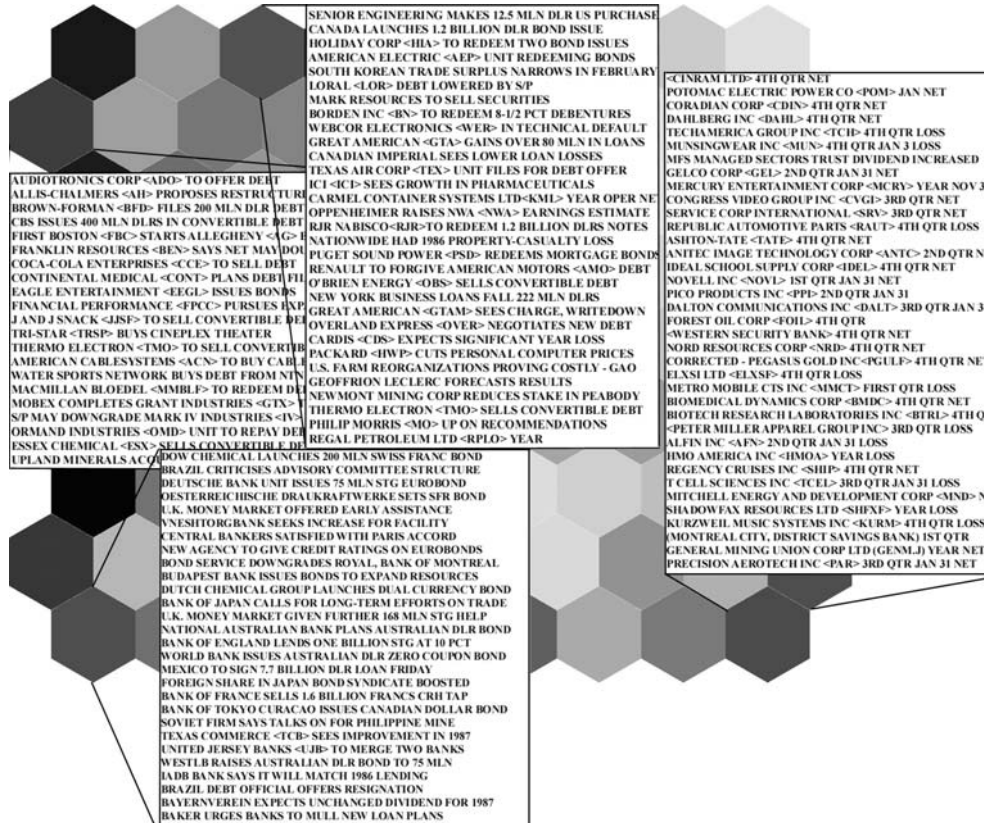 SENIOR ENGINEERING MAKES 12.5 MLN DLR US PURCHASE
CANADA LAUNCHES 1.2 BILLION DLR BOND ISSUE
HOLIDAY CORP <HIA> TO REDEEM TWO BOND ISSUES
AMERICAN ELECTRIC <AEP> UNIT REDEEMING BONDS
SOUTH KOREAN TRADE SURPLUS NARROWS IN FEBRUARY
LORAL <LOR> DEBT LOWERED BY S/P
MARK RESOURCES TO SELL SECURITIES
BORDEN INC <BN> TO REDEEM 8-1/2 PCT DEBENTURES
WEBCOR ELECTRONICS <WER> IN TECHNICAL DEFAULT
GREAT AMERICAN <GTA> GAINS OVER 80 MLN IN LOANS
CANADIAN IMPERIAL SEES LOWER LOAN LOSSES
TEXAS AIR CORP <TEX> UNIT FILES FOR DEBT OFFER
ICI <ICI> SEES GROWTH IN PHARMACEUTICALS
CARMEL CONTAINER SYSTEMS LTD<KML> YEAR OPER NE
OPPENHEIMER RAISES NWA <NWA> EARNINGS ESTIMATE
RJR NABISCO<RJR>TO REDEEM 1.2 BILLION DLRS NOTES
NATIONWIDE HAD 1986 PROPERTY-CASUALTY LOSS
PUGET SOUND POWER <PSD> REDEEMS MORTGAGE BONDS
RENAULT TO FORGIVE AMERICAN MOTORS <AMO> DEBT
O'BRIEN ENERGY <OBS> SELLS CONVERTIBLE DEBT
NEW YORK BUSINESS LOANS FALL 222 MLN DLRS
GREAT AMERICAN <GTAM> SEES CHARGE, WRITEDOWN
OVERLAND EXPRESS <OVER> NEGOTIATES NEW DEBT
CARDIS <CDS> EXPECTS SIGNIFICANT YEAR LOSS
PACKARD <HWP> CUTS PERSONAL COMPUTER PRICES
U.S. FARM REORGANIZATIONS PROVING COSTLY - GAO
GEOFFRION LECLERC FORECASTS RESULTS
NEWMONT MINING CORP REDUCES STAKE IN PEABODY
THERMO ELECTRON <TMO> SELLS CONVERTIBLE DEBT
PHILIP MORRIS <MO> UP ON RECOMMENDATIONS
REGAL PETROLEUM LTD <RPLO> YEAR
<CINRAM LTD> 4TH QTR NET
POTOMAC ELECTRIC POWER CO <POM> JAN NET
CORADIAN CORP <CDIN> 4TH QTR NET
DAHLBERG INC <DAHL> 4TH QTR NET
TECHAMERICA GROUP INC <TCH> 4TH QTR LOSS
MUNSINGWEAR INC <MUN> 4TH QTR JAN 3 LOSS
MFS MANAGED SECTORS TRUST DIVIDEND INCREASED
GELCO CORP <GEL> 2ND QTR JAN 31 NET
MERCURY ENTERTAINMENT CORP <MCRY> YEAR NOV 3
CONGRESS VIDEO GROUP INC <CVGI> 3RD QTR NET
SERVICE CORP INTERNATIONAL <SRV> 3RD QTR NET
REPUBLIC AUTOMOTIVE PARTS <RAUT> 4TH QTR LOSS
ASHTON-TATE <TATE> 4TH QTR NET
ANITEC IMAGE TECHNOLOGY CORP <ANTC> 2ND QTR N
IDEAL SCHOOL SUPPLY CORP <IDEL> 4TH QTR NET
NOVELL INC <NOVL> 1ST QTR JAN 31 NET
PICO PRODUCTS INC <PPI> 2ND QTR JAN 31
DALTON COMMUNICATIONS INC <DALT> 3RD QTR JAN 3
FOREST OIL CORP <FOIL> 4TH QTR
<WESTERN SECURITY BANK> 4TH QTR NET
NORD RESOURCES CORP <NRD> 4TH QTR NET
CORRECTED - PEGASUS GOLD INC<PGULF> 4TH QTR NE
ELXSI LTD <ELXSF> 4TH QTR LOSS
METRO MOBILE CTS INC <MMCT> FIRST QTR LOSS
BIOMEDICAL DYNAMICS CORP <BMDC> 4TH QTR NET
BIOTECH RESEARCH LABORATORIES INC <BTRL> 4TH Q
<PETER MILLER APPAREL GROUP INC> 3RD QTR LOSS
ALFIN INC <AFN> 2ND QTR JAN 31 LOSS
HMO AMERICA INC <HMOA> YEAR LOSS
REGENCY CRUISES INC <SHIP> 4TH QTR NET
T CELL SCIENCES INC <TCEL> 3RD QTR JAN 31 LOSS
MITCHELL ENERGY AND DEVELOPMENT CORP <MND> N
SHADOWFAX RESOURCES LTD <SHFXF> YEAR LOSS
KURZWEIL MUSIC SYSTEMS INC <KURM> 4TH QTR LOSS
(MONTREAL CITY, DISTRICT SAVINGS BANK) 1ST QTR
GENERAL MINING UNION CORP LTD (GENM.J) YEAR NET
PRECISION AEROTECH INC <PAR> 3RD QTR JAN 31 NET
AUDIOTRONICS CORP <ADO> TO OFFER DEBT
ALLIS-CHALMERS <AH> PROPOSES RESTRUCTURI
BROWN-FORMAN <BFD> FILES 200 MLN DLR DEBT
CBS ISSUES 400 MLN DLRS IN CONVERTIBLE DEBT
FIRST BOSTON <FBC> STARTS ALLEGHENY <AG>
FRANKLIN RESOURCES <BEN> SAYS NET MAY DOU
COCA-COLA ENTERPRISES <CCE> TO SELL DEBT
CONTINENTAL MEDICAL <CONT> PLANS DEBT FIL
EAGLE ENTERTAINMENT <EEGL> ISSUES BONDS
FINANCIAL PERFORMANCE <FPCC> PURSUES EXP
J AND J SNACK <JJSF> TO SELL CONVERTIBLE DE
TRI-STAR <TRSP> BUYS CINEPLEX THEATER
THERMO ELECTRON <TMO> TO SELL CONVERTIB
AMERICAN CABLESYSTEMS <ACN> TO BUY CABLE
WATER SPORTS NETWORK BUYS DEBT FROM NTN
MACMILLAN BLOEDEL <MMBLF> TO REDEEM DE
MOBEX COMPLETES GRANT INDUSTRIES <GTX> T
S/P MAY DOWNGRADE MARK IV INDUSTRIES <IV>
ORMAND INDUSTRIES <OMD> UNIT TO REPAY DE
ESSEX CHEMICAL <ESX> SELLS CONVERTIBLE DE
UPLAND MINERALS ACQ
DOW CHEMICAL LAUNCHES 200 MLN SWISS FRANC BOND
BRAZIL CRITICISES ADVISORY COMMITTEE STRUCTURE
DEUTSCHE BANK UNIT ISSUES 75 MLN STG EUROBOND
OESTERREICHISCHE DRAUKRAFTWERKE SETS SFR BOND
U.K. MONEY MARKET OFFERED EARLY ASSISTANCE
VNESHTORGBANK SEEKS INCREASE FOR FACILITY
CENTRAL BANKERS SATISFIED WITH PARIS ACCORD
NEW AGENCY TO GIVE CREDIT RATINGS ON EUROBONDS
BOND SERVICE DOWNGRADES ROYAL, BANK OF MONTREAL
BUDAPEST BANK ISSUES BONDS TO EXPAND RESOURCES
DUTCH CHEMICAL GROUP LAUNCHES DUAL CURRENCY BOND
BANK OF JAPAN CALLS FOR LONG-TERM EFFORTS ON TRADE
U.K. MONEY MARKET GIVEN FURTHER 168 MLN STG HELP
NATIONAL AUSTRALIAN BANK PLANS AUSTRALIAN DLR BOND
BANK OF ENGLAND LENDS ONE BILLION STG AT 10 PCT
WORLD BANK ISSUES AUSTRALIAN DLR ZERO COUPON BOND
MEXICO TO SIGN 7.7 BILLION DLR LOAN FRIDAY
FOREIGN SHARE IN JAPAN BOND SYNDICATE BOOSTED
BANK OF FRANCE SELLS 1.6 BILLION FRANCS CRH TAP
BANK OF TOKYO CURACAO ISSUES CANADIAN DOLLAR BOND
SOVIET FIRM SAYS TALKS ON FOR PHILIPPINE MINE
TEXAS COMMERCE <TCB> SEES IMPROVEMENT IN 1987
UNITED JERSEY BANKS <UJB> TO MERGE TWO BANKS
WESTLB RAISES AUSTRALIAN DLR BOND TO 75 MLN
IADB BANK SAYS IT WILL MATCH 1986 LENDING
BRAZIL DEBT OFFICIAL OFFERS RESIGNATION
BAYERNVEREIN EXPECTS UNCHANGED DIVIDEND FOR 1987
BAKER URGES BANKS TO MULL NEW LOAN PLANS